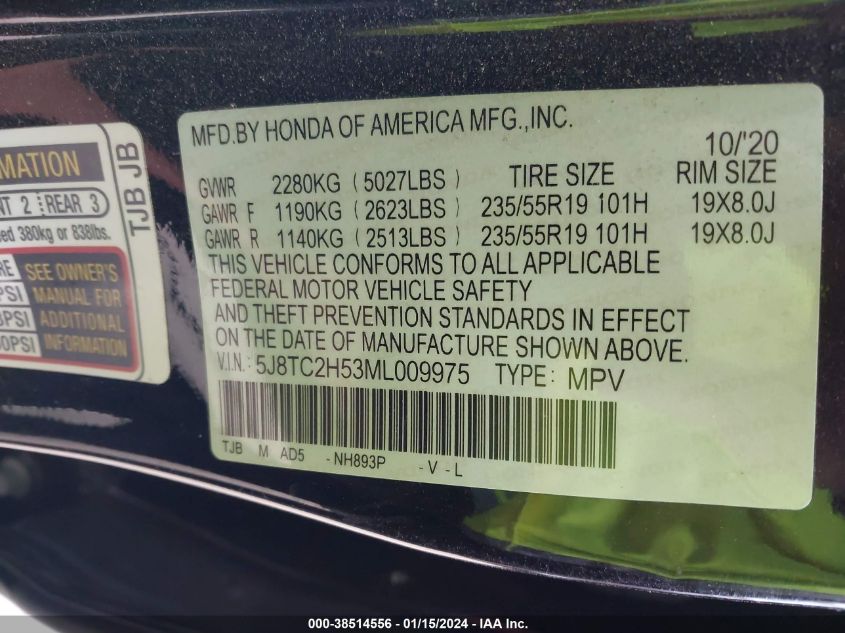 MATION
NT 2 REAR 3
ed 380kg or 838lbs.
RE SEE OWNER'S
PSI MANUAL FOR
PSI ADDITIONAL
0PSI INFORMATION
TJB JB
MFD.BY HONDA OF AMERICA MFG.,INC.
10/'20
GVWR 2280KG (5027LBS) TIRE SIZE RIM SIZE
GAWR F 1190KG (2623LBS) 235/55R19 101H 19X8.0J
GAWR R 1140KG (2513LBS) 235/55R19 101H 19X8.0J
THIS VEHICLE CONFORMS TO ALL APPLICABLE
FEDERAL MOTOR VEHICLE SAFETY
AND THEFT PREVENTION STANDARDS IN EFFECT
ON THE DATE OF MANUFACTURE SHOWN ABOVE.
V.I.N.: 5J8TC2H53ML009975 TYPE: MPV
TJB M AD5 -NH893P -V-L
000-38514556 - 01/15/2024 - IAA Inc.